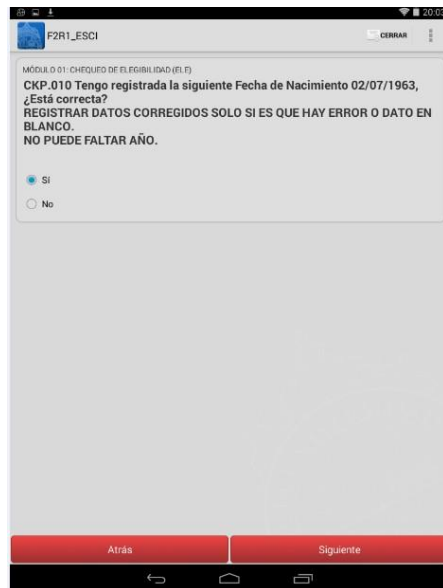 20:03
F2R1_ESCI
CERRAR
MÓDULO 01: CHEQUEO DE ELEGIBILIDAD (ELE)
CKP.010 Tengo registrada la siguiente Fecha de Nacimiento 02/07/1963,
¿Está correcta?
REGISTRAR DATOS CORREGIDOS SOLO SI ES QUE HAY ERROR O DATO EN
BLANCO.
NO PUEDE FALTAR AÑO.
Sí
No
Atrás
Siguiente